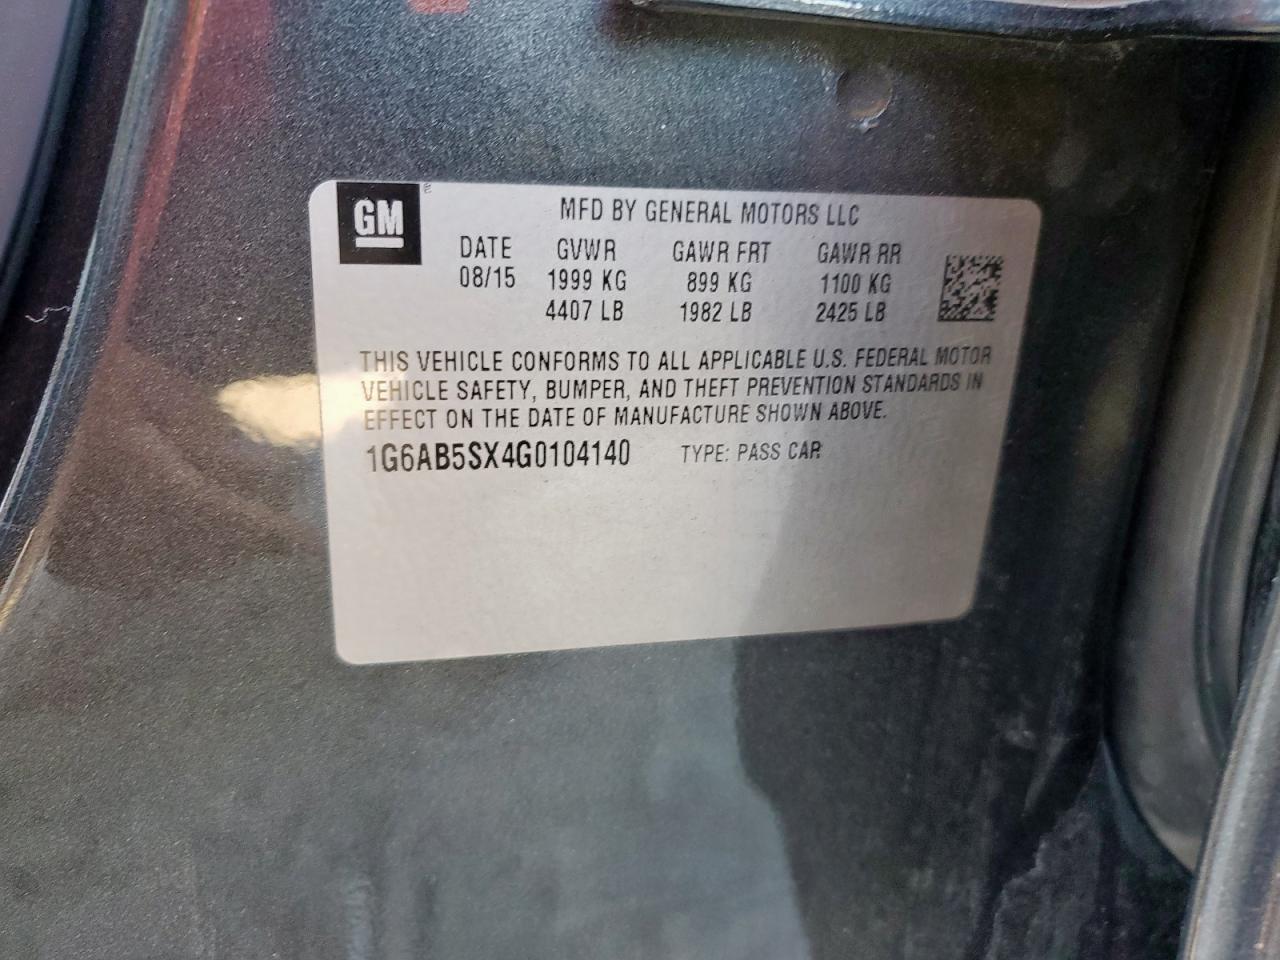 GM
MFD BY GENERAL MOTORS LLC
DATE GVWR GAWR FRT GAWR RR
08/15 1999 KG 899 KG 1100 KG
4407 LB 1982 LB 2425 LB
THIS VEHICLE CONFORMS TO ALL APPLICABLE U.S. FEDERAL MOTOR
VEHICLE SAFETY, BUMPER, AND THEFT PREVENTION STANDARDS IN
EFFECT ON THE DATE OF MANUFACTURE SHOWN ABOVE.
1G6AB5SX4G0104140 TYPE: PASS CAR